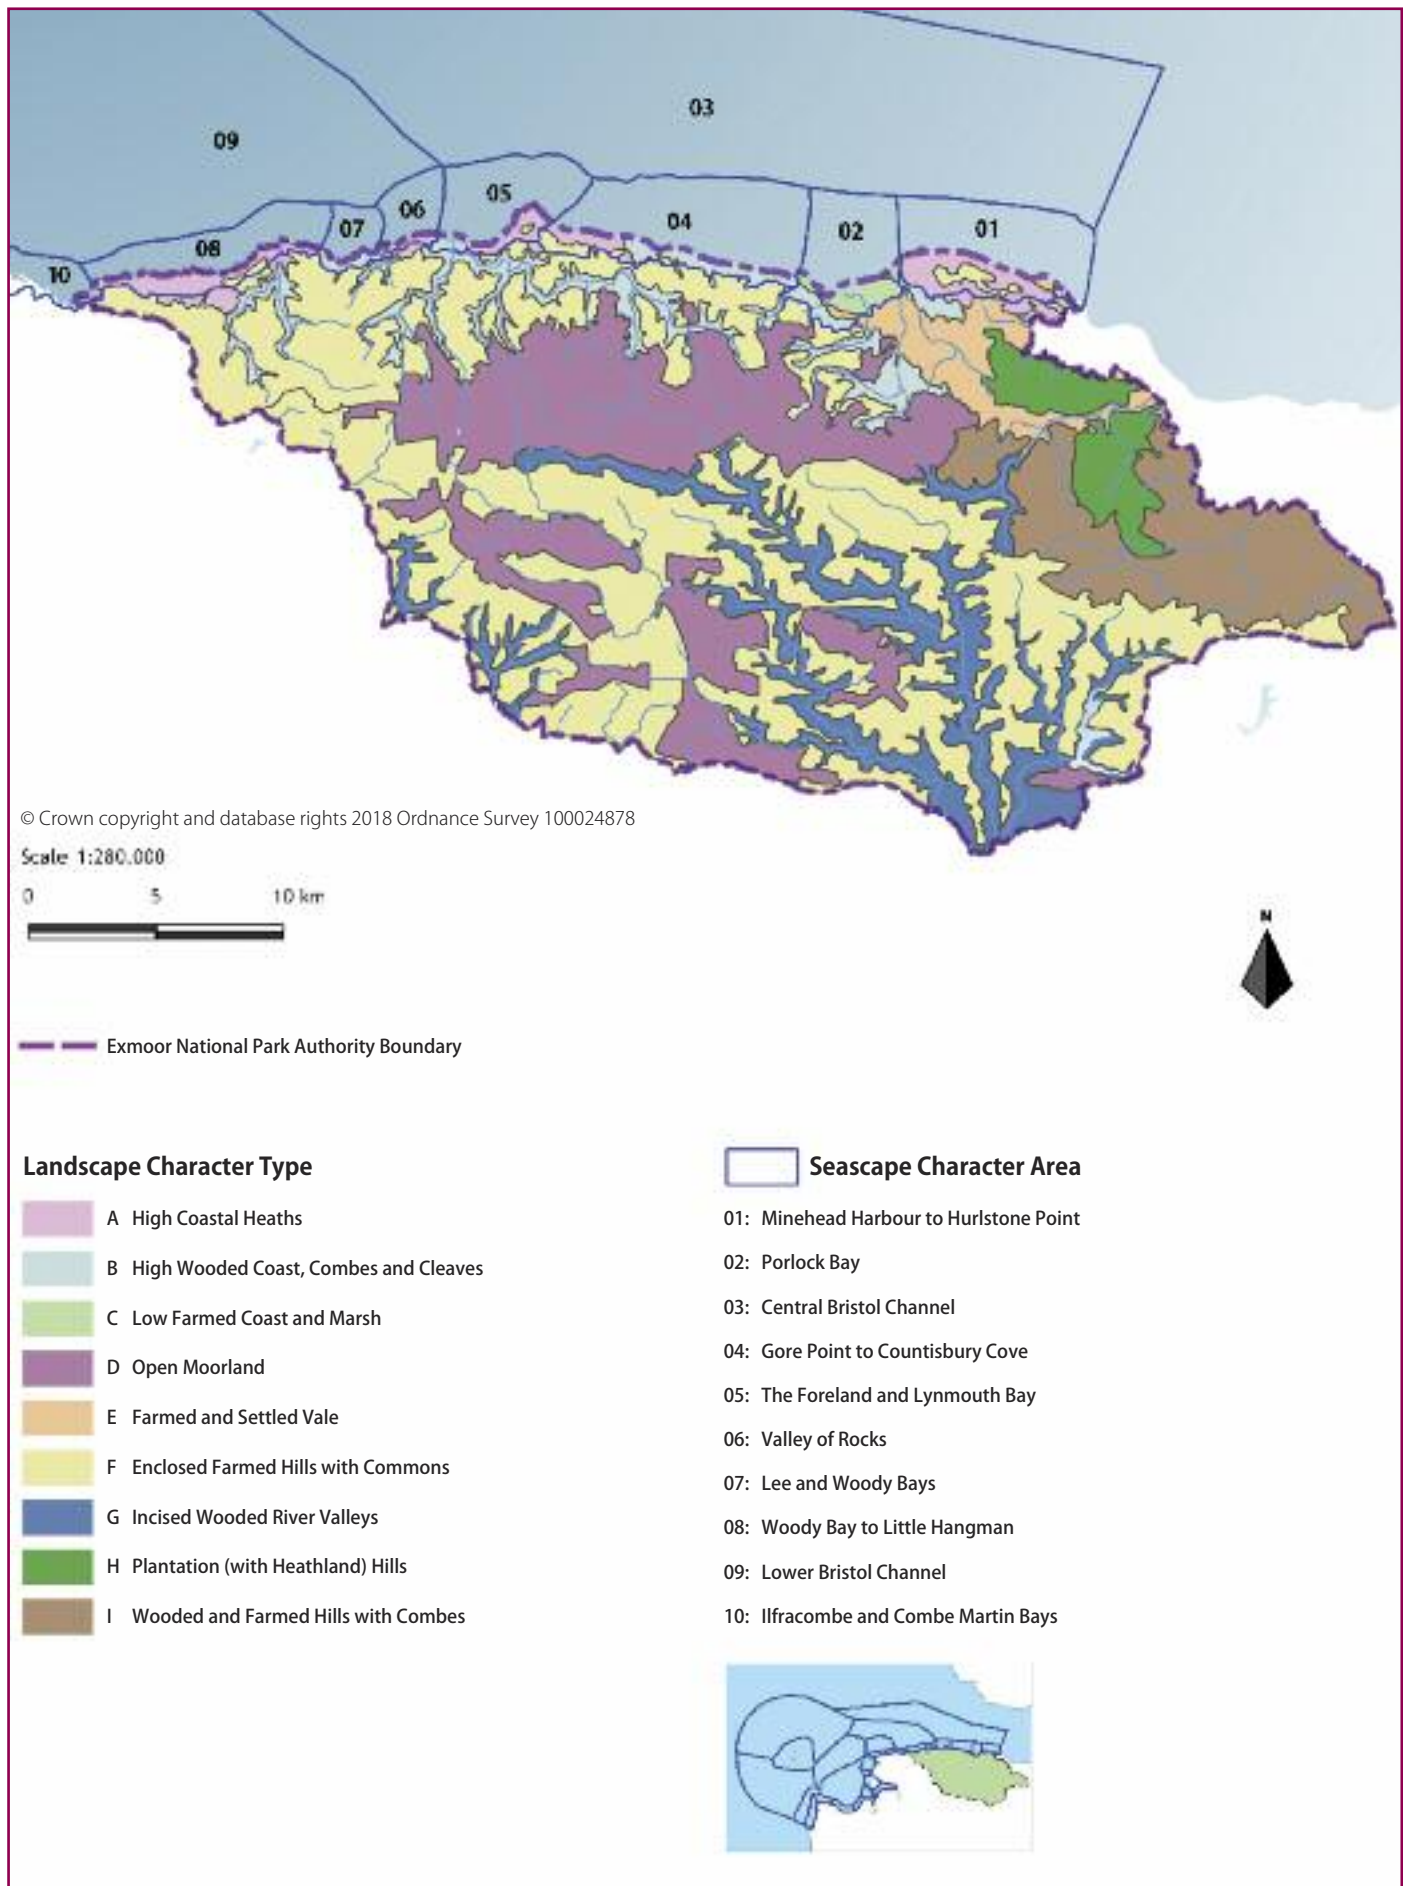 03
09
05
06
04
07
02
01
08
10
© Crown copyright and database rights 2018 Ordnance Survey 100024878
Scale 1:280.000
0 5 10 km
N
Exmoor National Park Authority Boundary
Landscape Character Type
A High Coastal Heaths
B High Wooded Coast, Combes and Cleaves
C Low Farmed Coast and Marsh
D Open Moorland
E Farmed and Settled Vale
F Enclosed Farmed Hills with Commons
G Incised Wooded River Valleys
H Plantation (with Heathland) Hills
I Wooded and Farmed Hills with Combes
Seascape Character Area
01: Minehead Harbour to Hurlstone Point
02: Porlock Bay
03: Central Bristol Channel
04: Gore Point to Countisbury Cove
05: The Foreland and Lynmouth Bay
06: Valley of Rocks
07: Lee and Woody Bays
08: Woody Bay to Little Hangman
09: Lower Bristol Channel
10: Ilfracombe and Combe Martin Bays